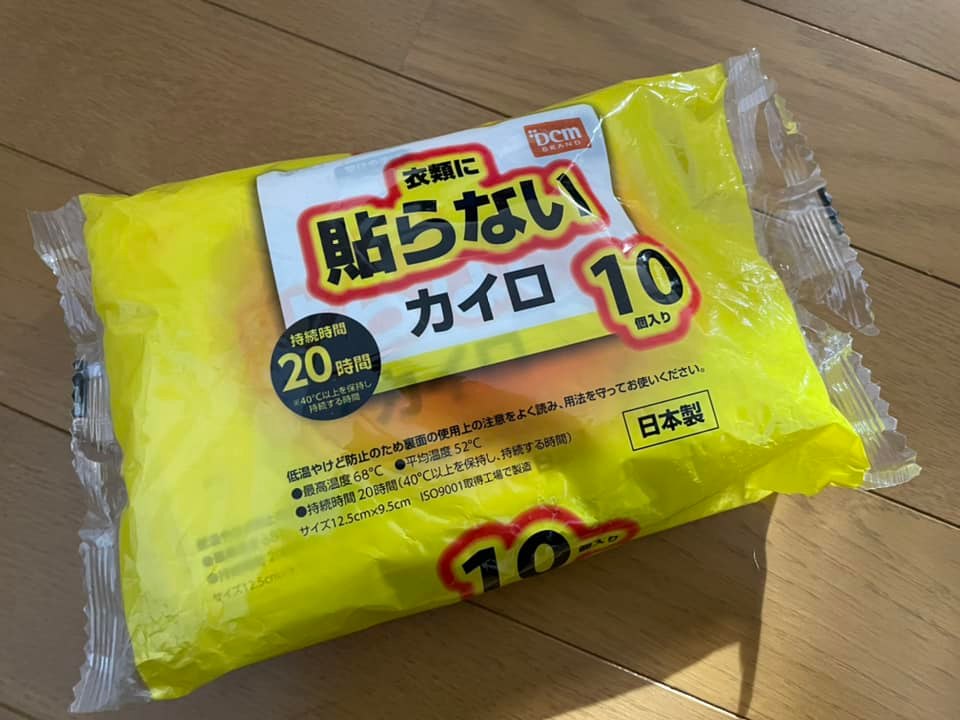 DCM
BRAND
衣類に
貼らない
カイロ
10
個入り
持続時間
20時間
※40℃以上を保持し
持続する時間
低温やけど防止のため裏面の使用上の注意をよく読み、用法を守ってお使いください。
●最高温度 68℃ ●平均温度 52℃
●持続時間 20時間(40℃以上を保持し、持続する時間)
サイズ12.5cm×9.5cm ISO9001取得工場で製造
日本製
10
個入り
サイズ12.5cm×